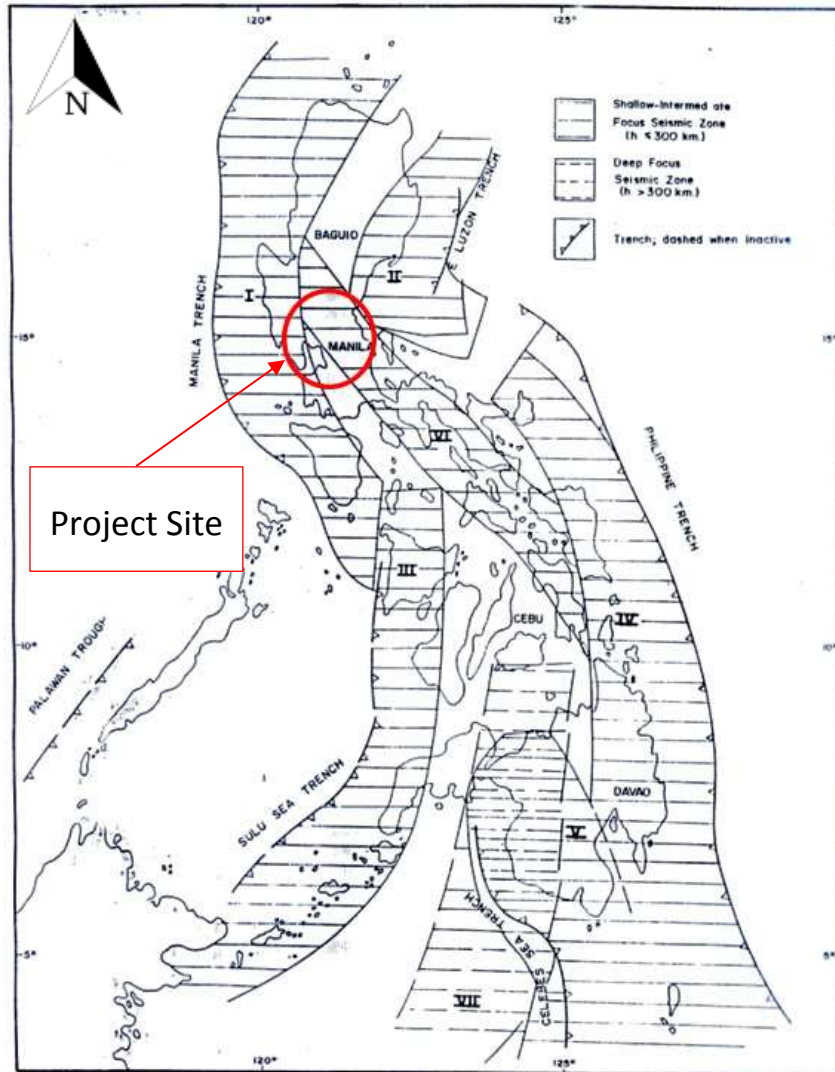 120°
125°
N
Shallow-Intermed ate
Focus Seismic Zone
(h ≤ 300 km.)
Deep Focus
Seismic Zone
(h > 300 km.)
Trench; dashed when inactive
E LUZON TRENCH
BAGUIO
II
I
MANILA TRENCH
15°
MANILA
VI
PHILIPPINE TRENCH
Project Site
III
CEBU
IV
10°
10°
PALAWAN TROUGH
SULU SEA TRENCH
DAVAO
V
5°
5°
CELEBES SEA TRENCH
VII
120°
125°